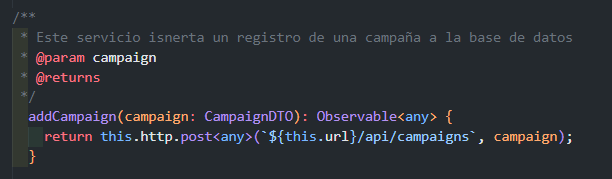 /**
 * Este servicio isnerta un registro de una campaña a la base de datos
 * @param campaign
 * @returns
 */
addCampaign(campaign: CampaignDTO): Observable<any> {
  return this.http.post<any>(`${this.url}/api/campaigns`, campaign);
}